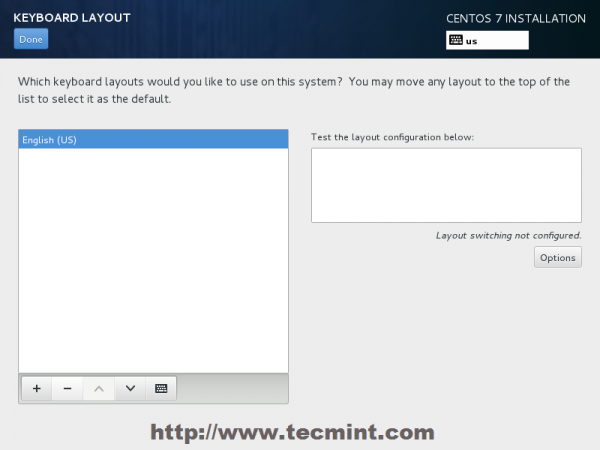 KEYBOARD LAYOUT
CENTOS 7 INSTALLATION
Done
us
Which keyboard layouts would you like to use on this system? You may move any layout to the top of the
list to select it as the default.
English (US)
Test the layout configuration below:
Layout switching not configured.
Options
http://www.tecmint.com